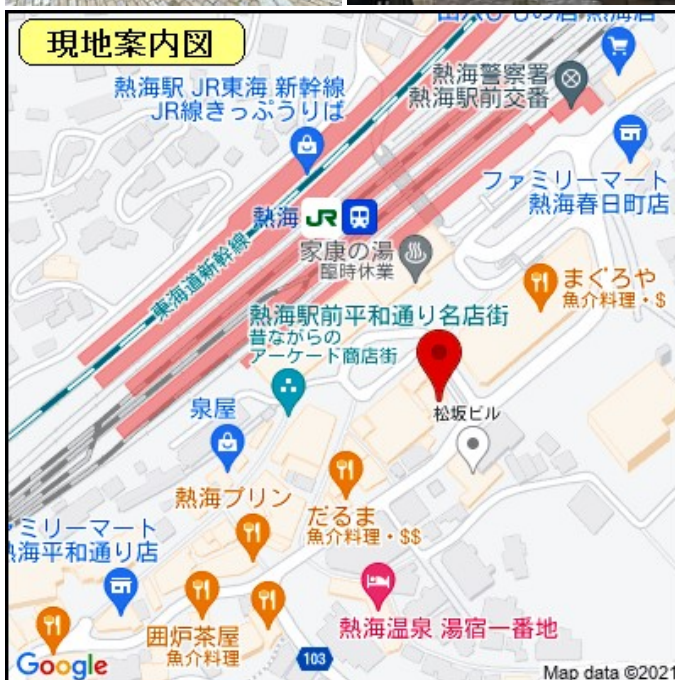 現地案内図
熱海駅 JR東海 新幹線
JR線きっぷうりば
熱海警察署
熱海駅前交番
ファミリーマート
熱海春日町店
熱海 JR
東海道新幹線
家康の湯
臨時休業
まぐろや
魚介料理・$
熱海駅前平和通り名店街
昔ながらの
アーケード商店街
泉屋
松坂ビル
熱海プリン
だるま
魚介料理・$$
ァミリーマート
熱海平和通り店
囲炉茶屋
魚介料理
熱海温泉 湯宿一番地
103
Google
Map data ©2021